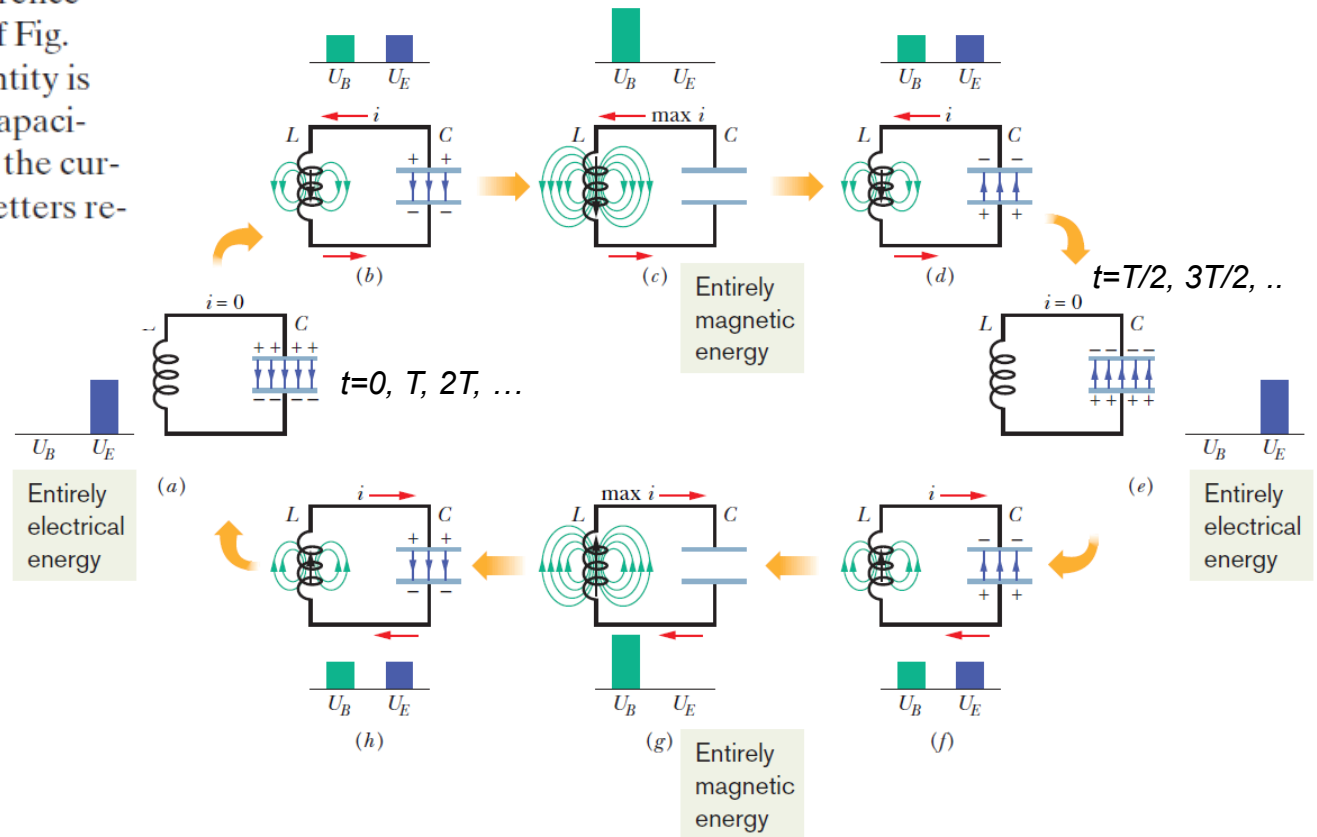 erence
f Fig.
ntity is
apaci-
the cur-
etters re-
U_B U_E
i
L C
+ +
− −
(b)
U_B U_E
max i
L C
(c)
Entirely
magnetic
energy
U_B U_E
i
L C
− −
+ +
(d)
i = 0
C
+ + + +
− − − −
t=0, T, 2T, …
U_B U_E
(a)
Entirely
electrical
energy
t=T/2, 3T/2, ..
i = 0
L C
− − − −
+ + + +
U_B U_E
(e)
Entirely
electrical
energy
i
L C
+ +
− −
U_B U_E
(h)
max i
L C
U_B U_E
(g)
Entirely
magnetic
energy
i
L C
− −
+ +
U_B U_E
(f)